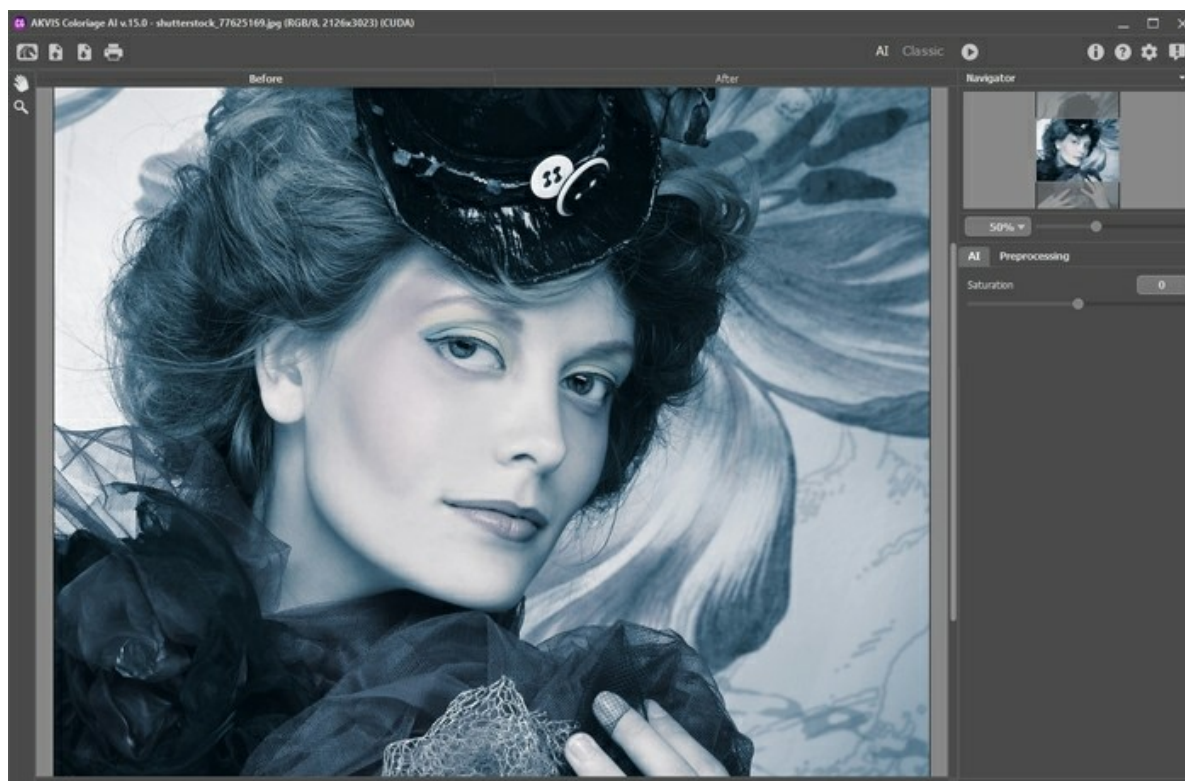 AKVIS Coloriage AI v.15.0 - shutterstock_77625169.jpg (RGB/8, 2126x3023) (CUDA)
AI Classic
Before After
Navigator
50%
AI Preprocessing
Saturation 0